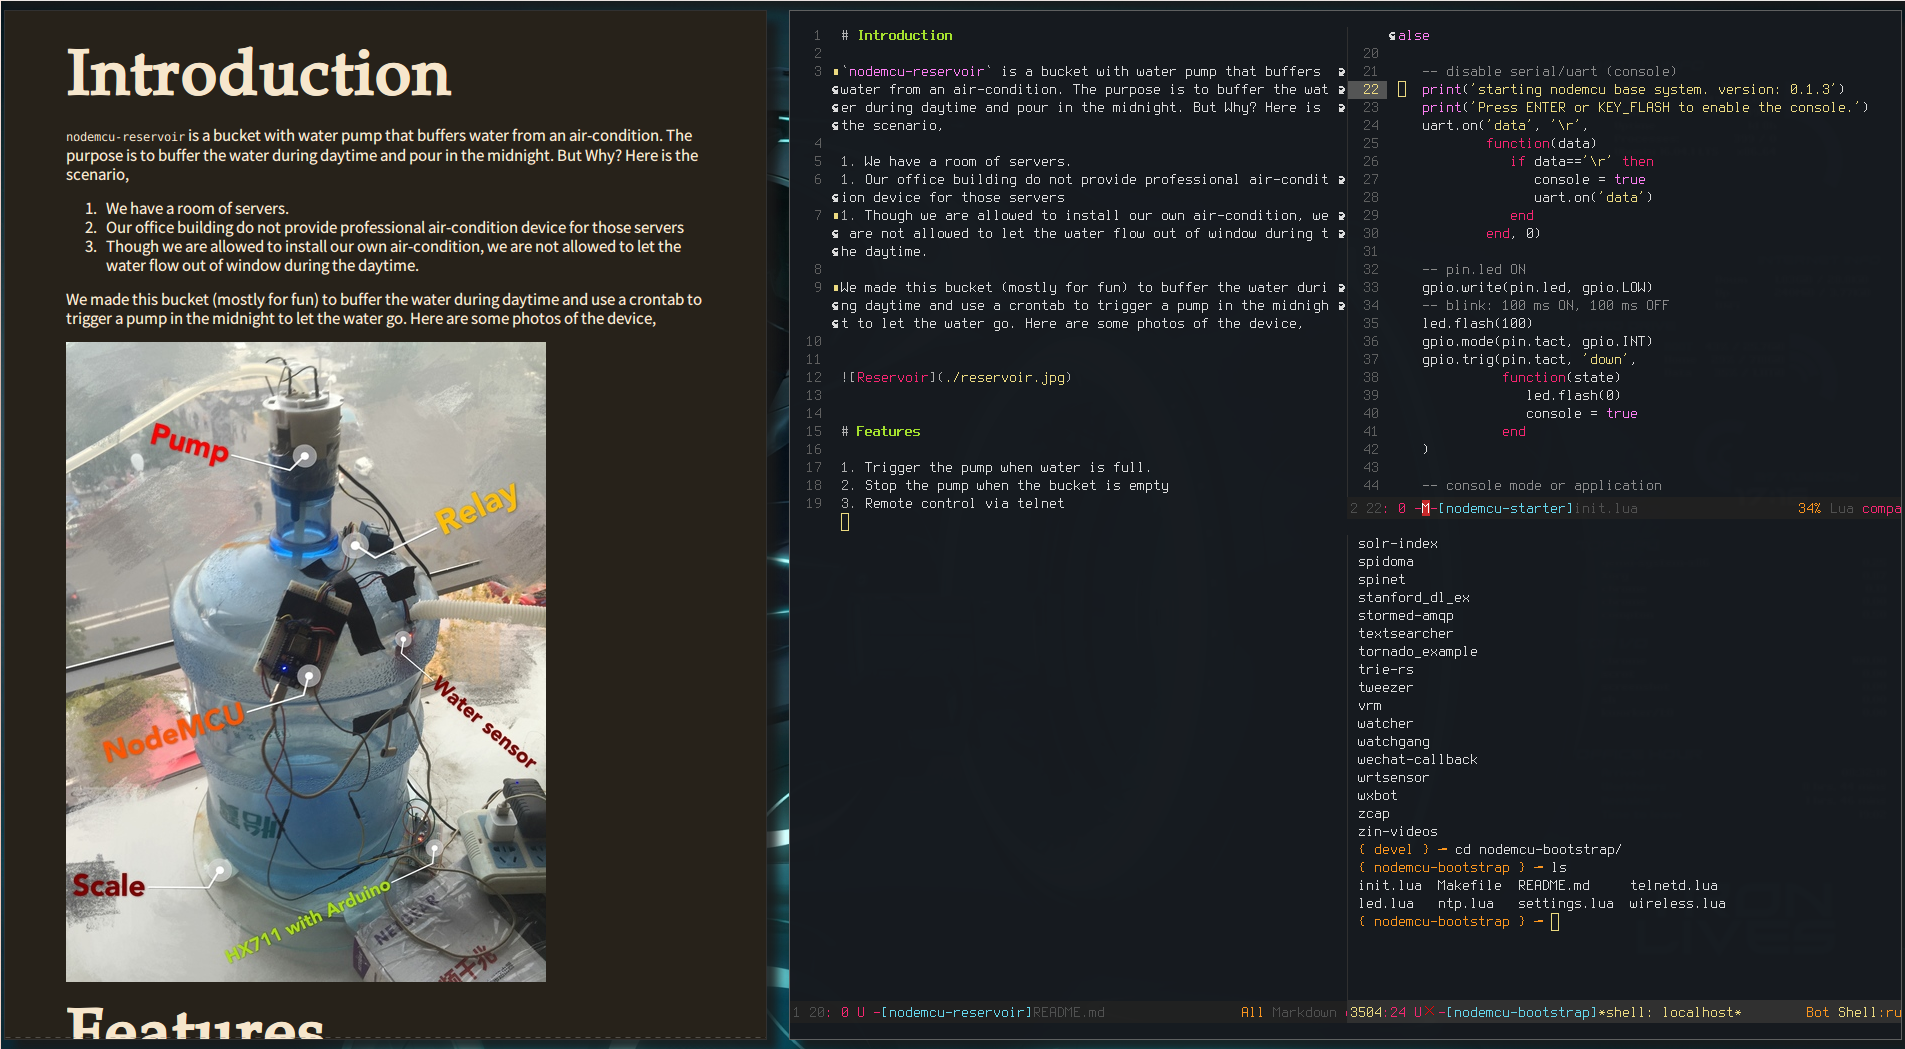 Introduction
nodemcu-reservoir is a bucket with water pump that buffers water from an air-condition. The
purpose is to buffer the water during daytime and pour in the midnight. But Why? Here is the
scenario,
1. We have a room of servers.
2. Our office building do not provide professional air-condition device for those servers
3. Though we are allowed to install our own air-condition, we are not allowed to let the
water flow out of window during the daytime.
We made this bucket (mostly for fun) to buffer the water during daytime and use a crontab to
trigger a pump in the midnight to let the water go. Here are some photos of the device,
Pump
Relay
Water sensor
NodeMCU
Scale
HX711 with Arduino
Features
1 # Introduction
2
3 `nodemcu-reservoir` is a bucket with water pump that buffers
water from an air-condition. The purpose is to buffer the wat
er during daytime and pour in the midnight. But Why? Here is
the scenario,
4
5 1. We have a room of servers.
6 1. Our office building do not provide professional air-condit
ion device for those servers
7 1. Though we are allowed to install our own air-condition, we
are not allowed to let the water flow out of window during t
he daytime.
8
9 We made this bucket (mostly for fun) to buffer the water duri
ng daytime and use a crontab to trigger a pump in the midnigh
t to let the water go. Here are some photos of the device,
10
11
12 ![Reservoir](./reservoir.jpg)
13
14
15 # Features
16
17 1. Trigger the pump when water is full.
18 2. Stop the pump when the bucket is empty
19 3. Remote control via telnet
1 20: 0 U -[nodemcu-reservoir]README.md All Markdown
alse
20
21 -- disable serial/uart (console)
22 print('starting nodemcu base system. version: 0.1.3')
23 print('Press ENTER or KEY_FLASH to enable the console.')
24 uart.on('data', '\r',
25 function(data)
26 if data=='\r' then
27 console = true
28 uart.on('data')
29 end
30 end, 0)
31
32 -- pin.led ON
33 gpio.write(pin.led, gpio.LOW)
34 -- blink: 100 ms ON, 100 ms OFF
35 led.flash(100)
36 gpio.mode(pin.tact, gpio.INT)
37 gpio.trig(pin.tact, 'down',
38 function(state)
39 led.flash(0)
40 console = true
41 end
42 )
43
44 -- console mode or application
2 22: 0 -M-[nodemcu-starter]init.lua 34% Lua compa
solr-index
spidoma
spinet
stanford_dl_ex
stormed-amqp
textsearcher
tornado_example
trie-rs
tweezer
vrm
watcher
watchgang
wechat-callback
wrtsensor
wxbot
zcap
zin-videos
{ devel } ~ cd nodemcu-bootstrap/
{ nodemcu-bootstrap } ~ ls
init.lua Makefile README.md telnetd.lua
led.lua ntp.lua settings.lua wireless.lua
{ nodemcu-bootstrap } ~
3504:24 U -[nodemcu-bootstrap]*shell: localhost* Bot Shell:ru